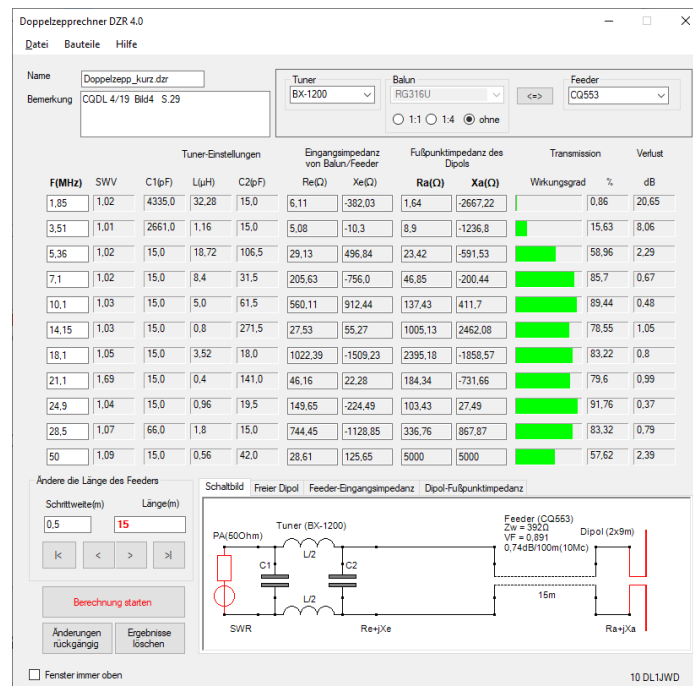 Doppelzepprechner DZR 4.0
Datei Bauteile Hilfe
Name Doppelzepp_kurz.dzr
Bemerkung CQDL 4/19 Bild4 S.29
Tuner Balun Feeder
BX-1200 RG316U <=> CQ553
1:1 1:4 ohne
Tuner-Einstellungen Eingangsimpedanz von Balun/Feeder Fußpunktimpedanz des Dipols Transmission Verlust
F(MHz) SWV C1(pF) L(µH) C2(pF) Re(Ω) Xe(Ω) Ra(Ω) Xa(Ω) Wirkungsgrad % dB
1,85 1,02 4335,0 32,28 15,0 6,11 -382,03 1,64 -2667,22 0,86 20,65
3,51 1,01 2661,0 1,16 15,0 5,08 -10,3 8,9 -1236,8 15,63 8,06
5,36 1,02 15,0 18,72 106,5 29,13 496,84 23,42 -591,53 58,96 2,29
7,1 1,02 15,0 8,4 31,5 205,63 -756,0 46,85 -200,44 85,7 0,67
10,1 1,03 15,0 5,0 61,5 560,11 912,44 137,43 411,7 89,44 0,48
14,15 1,03 15,0 0,8 271,5 27,53 55,27 1005,13 2462,08 78,55 1,05
18,1 1,05 15,0 3,52 18,0 1022,39 -1509,23 2395,18 -1858,57 83,22 0,8
21,1 1,69 15,0 0,4 141,0 46,16 22,28 184,34 -731,66 79,6 0,99
24,9 1,04 15,0 0,96 19,5 149,65 -224,49 103,43 27,49 91,76 0,37
28,5 1,07 66,0 1,8 15,0 744,45 -1128,85 336,76 867,87 83,32 0,79
50 1,09 15,0 0,56 42,0 28,61 125,65 5000 5000 57,62 2,39
Ändere die Länge des Feeders
Schrittweite(m) Länge(m)
0,5 15
|< < > >|
Berechnung starten
Änderungen rückgängig
Ergebnisse löschen
Fenster immer oben
Schaltbild Freier Dipol Feeder-Eingangsimpedanz Dipol-Fußpunktimpedanz
PA(50Ohm)
Tuner (BX-1200)
L/2
C1 C2
L/2
SWR
Re+jXe
Feeder (CQ553)
Zw = 392Ω
VF = 0,891
0,74dB/100m(10Mc)
Dipol (2x9m)
15m
Ra+jXa
10 DL1JWD